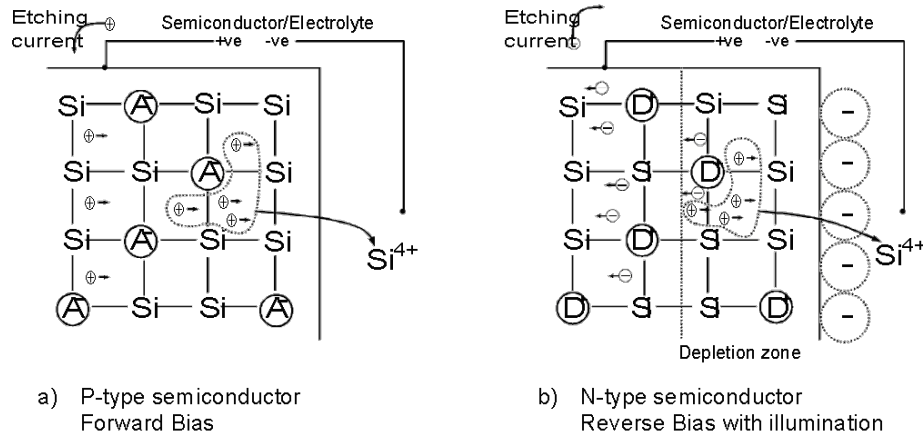 Etching
current
⊕
Semiconductor/Electrolyte
+ve -ve
Si A⁻ Si Si
⊕
Si Si A⁻ Si
⊕ ⊕ ⊕ ⊕ ⊕
Si A⁻ Si Si
Si4+
⊕
A⁻ Si Si A⁻
a) P-type semiconductor
Forward Bias
Etching
current
⊖
Semiconductor/Electrolyte
+ve -ve
Si D+ Si Si
⊖ ⊖ ⊖ ⊕
Si Si D+ Si
⊖ ⊖ ⊖ ⊕ ⊕ ⊕
Si D+ Si Si
Si4+
⊖
D+ Si Si D+
-
-
-
-
-
Depletion zone
b) N-type semiconductor
Reverse Bias with illumination